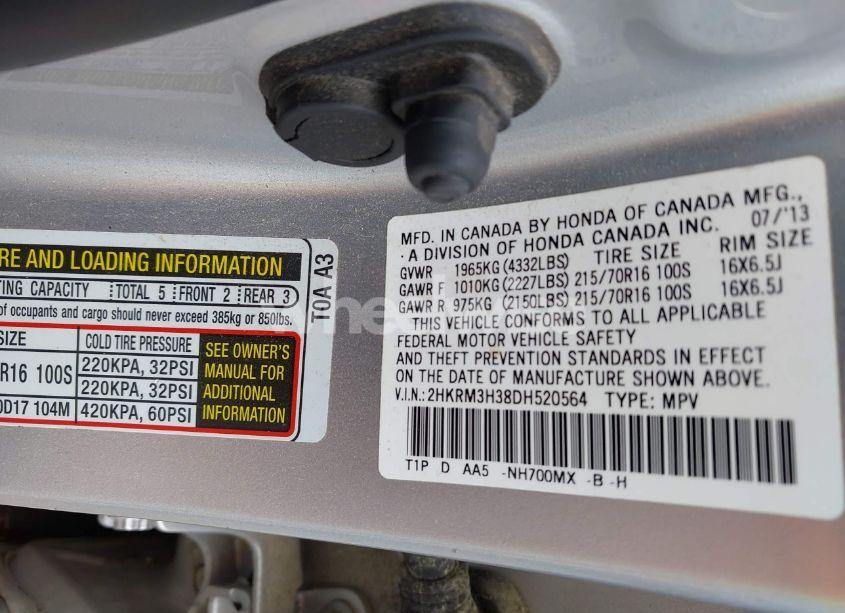 RE AND LOADING INFORMATION
TING CAPACITY TOTAL 5 FRONT 2 REAR 3
of occupants and cargo should never exceed 385kg or 850lbs.
SIZE COLD TIRE PRESSURE
R16 100S 220KPA, 32PSI
220KPA, 32PSI
0D17 104M 420KPA, 60PSI
SEE OWNER'S
MANUAL FOR
ADDITIONAL
INFORMATION
T0A A3
MFD. IN CANADA BY HONDA OF CANADA MFG.,
· A DIVISION OF HONDA CANADA INC. 07/'13
GVWR 1965KG (4332LBS) TIRE SIZE RIM SIZE
GAWR F 1010KG (2227LBS) 215/70R16 100S 16X6.5J
GAWR R 975KG (2150LBS) 215/70R16 100S 16X6.5J
THIS VEHICLE CONFORMS TO ALL APPLICABLE
FEDERAL MOTOR VEHICLE SAFETY
AND THEFT PREVENTION STANDARDS IN EFFECT
ON THE DATE OF MANUFACTURE SHOWN ABOVE.
V.I.N.: 2HKRM3H38DH520564 TYPE: MPV
T1P D AA5 -NH700MX -B -H